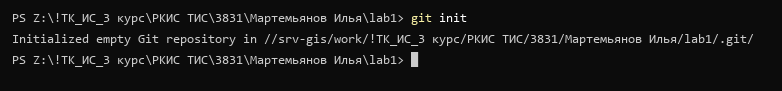 PS Z:\!ТК_ИС_3 курс\РКИС ТИС\3831\Мартемьянов Илья\lab1> git init
Initialized empty Git repository in //srv-gis/work/!ТК_ИС_3 курс/РКИС ТИС/3831/Мартемьянов Илья/lab1/.git/
PS Z:\!ТК_ИС_3 курс\РКИС ТИС\3831\Мартемьянов Илья\lab1>